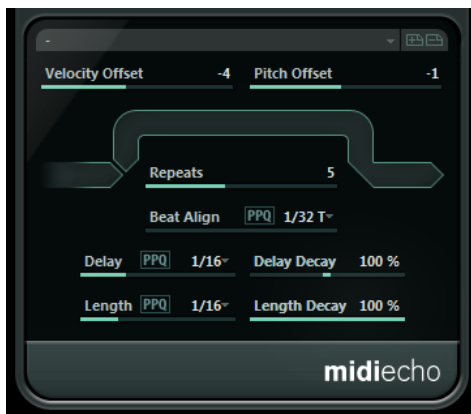 -
Velocity Offset -4 Pitch Offset -1
Repeats 5
Beat Align PPQ 1/32 T
Delay PPQ 1/16 Delay Decay 100 %
Length PPQ 1/16 Length Decay 100 %
midiecho